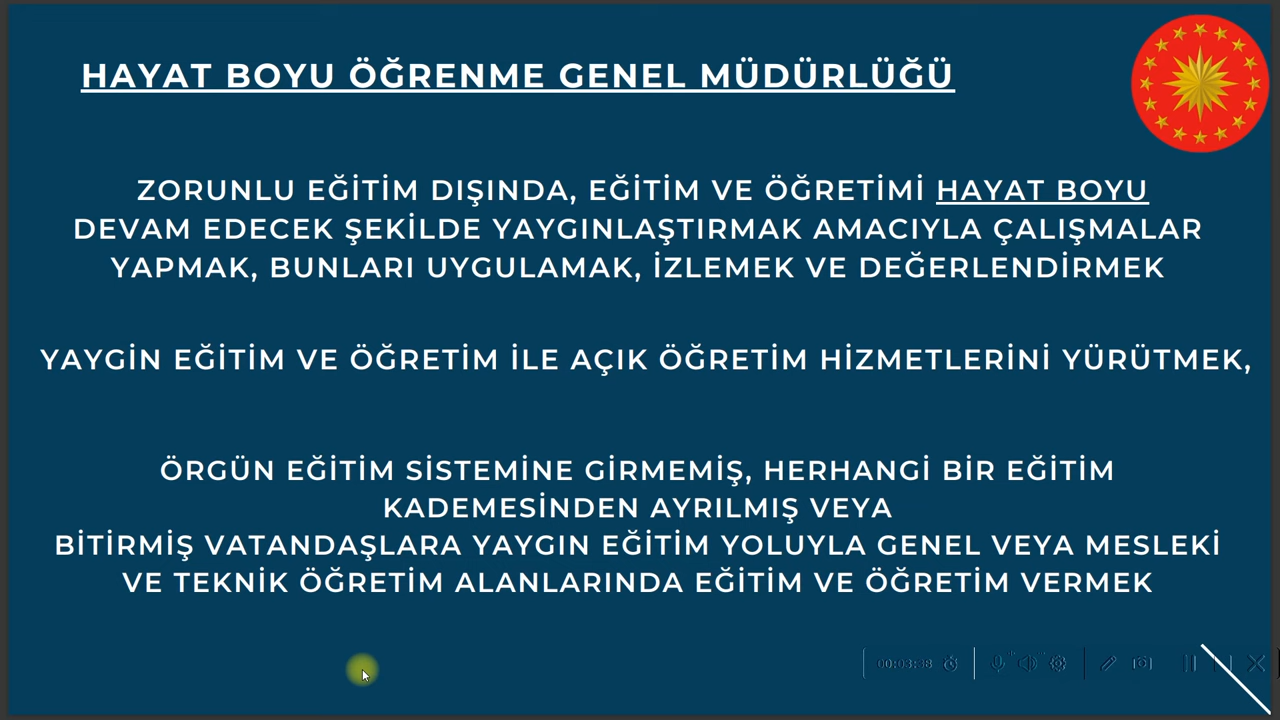 HAYAT BOYU ÖĞRENME GENEL MÜDÜRLÜĞÜ
ZORUNLU EĞİTİM DIŞINDA, EĞİTİM VE ÖĞRETİMİ HAYAT BOYU
DEVAM EDECEK ŞEKİLDE YAYGINLAŞTIRMAK AMACIYLA ÇALIŞMALAR
YAPMAK, BUNLARI UYGULAMAK, İZLEMEK VE DEĞERLENDİRMEK
YAYGİN EĞİTİM VE ÖĞRETİM İLE AÇIK ÖĞRETİM HİZMETLERİNİ YÜRÜTMEK,
ÖRGÜN EĞİTİM SİSTEMİNE GİRMEMİŞ, HERHANGİ BİR EĞİTİM
KADEMESİNDEN AYRILMIŞ VEYA
BİTİRMİŞ VATANDAŞLARA YAYGIN EĞİTİM YOLUYLA GENEL VEYA MESLEKİ
VE TEKNİK ÖĞRETİM ALANLARINDA EĞİTİM VE ÖĞRETİM VERMEK
00:03:38